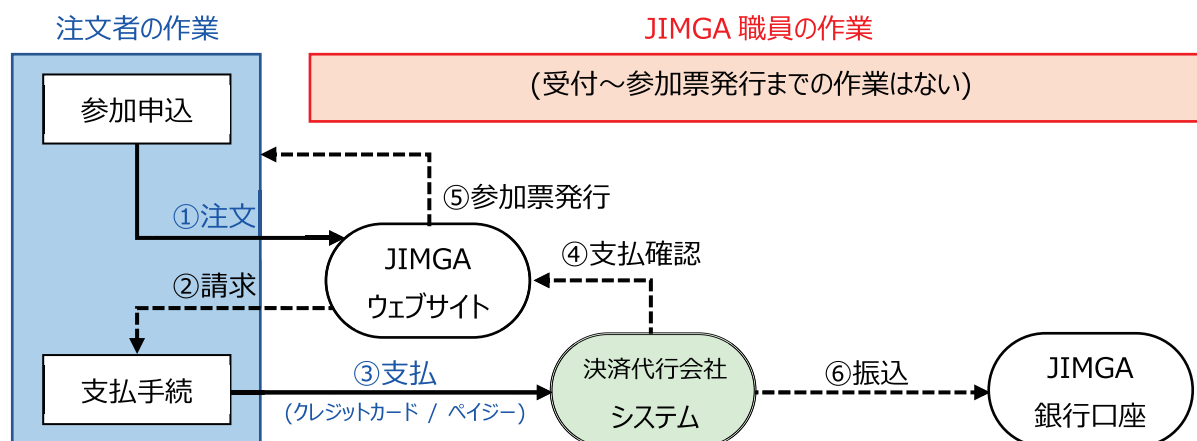 注文者の作業
JIMGA 職員の作業
(受付～参加票発行までの作業はない)
参加申込
⑤参加票発行
①注文
JIMGA
ウェブサイト
④支払確認
②請求
支払手続
③支払
(クレジットカード / ペイジー)
決済代行会社
システム
⑥振込
JIMGA
銀行口座